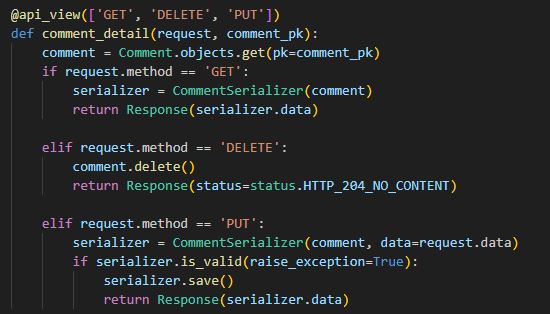 @api_view(['GET', 'DELETE', 'PUT'])
def comment_detail(request, comment_pk):
    comment = Comment.objects.get(pk=comment_pk)
    if request.method == 'GET':
        serializer = CommentSerializer(comment)
        return Response(serializer.data)

    elif request.method == 'DELETE':
        comment.delete()
        return Response(status=status.HTTP_204_NO_CONTENT)

    elif request.method == 'PUT':
        serializer = CommentSerializer(comment, data=request.data)
        if serializer.is_valid(raise_exception=True):
            serializer.save()
            return Response(serializer.data)